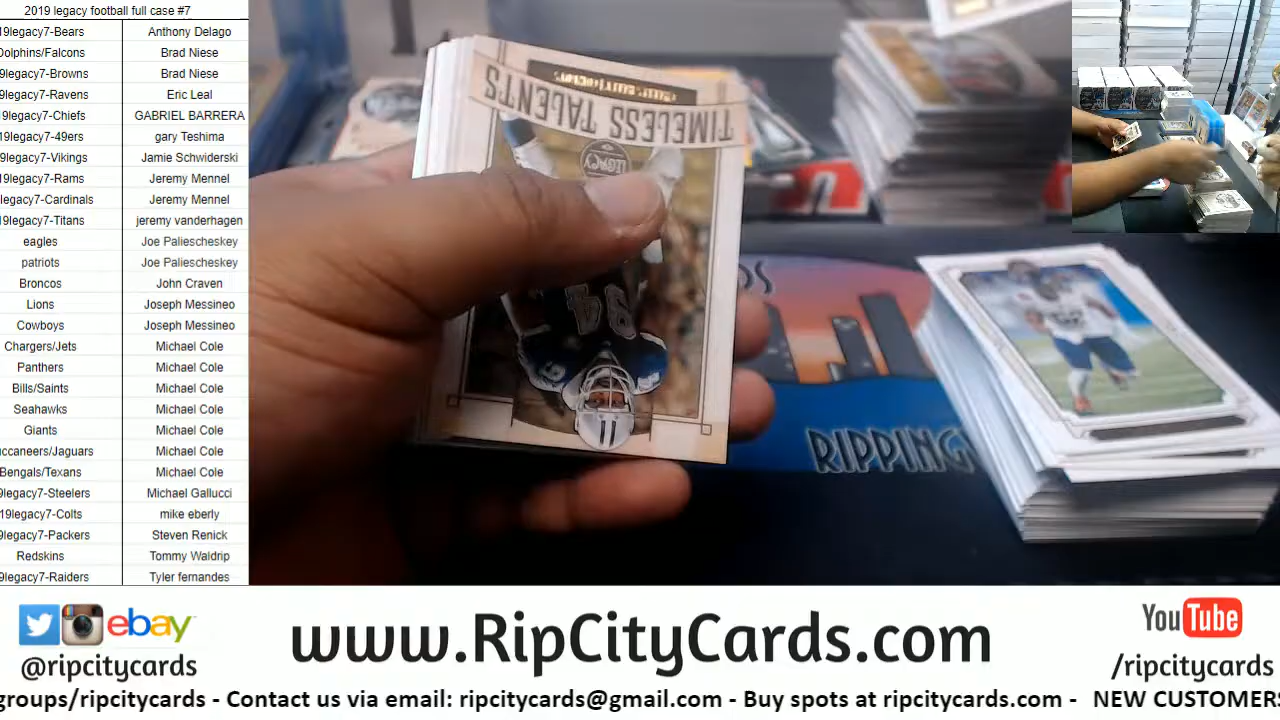 2019 legacy football full case #7
19legacy7-Bears Anthony Delago
Dolphins/Falcons Brad Niese
9legacy7-Browns Brad Niese
9legacy7-Ravens Eric Leal
9legacy7-Chiefs GABRIEL BARRERA
19legacy7-49ers gary Teshima
19legacy7-Vikings Jamie Schwiderski
19legacy7-Rams Jeremy Mennel
legacy7-Cardinals Jeremy Mennel
19legacy7-Titans jeremy vanderhagen
eagles Joe Paliescheskey
patriots Joe Paliescheskey
Broncos John Craven
Lions Joseph Messineo
Cowboys Joseph Messineo
Chargers/Jets Michael Cole
Panthers Michael Cole
Bills/Saints Michael Cole
Seahawks Michael Cole
Giants Michael Cole
ccaneers/Jaguars Michael Cole
Bengals/Texans Michael Cole
9legacy7-Steelers Michael Gallucci
19legacy7-Colts mike eberly
9legacy7-Packers Steven Renick
Redskins Tommy Waldrip
9legacy7-Raiders Tyler fernandes
TIMELESS TALENTS
LEGACY
94
DS
RIPPING
ebay
@ripcitycards
www.RipCityCards.com
YouTube
/ripcitycards
groups/ripcitycards - Contact us via email: ripcitycards@gmail.com - Buy spots at ripcitycards.com - NEW CUSTOMERS